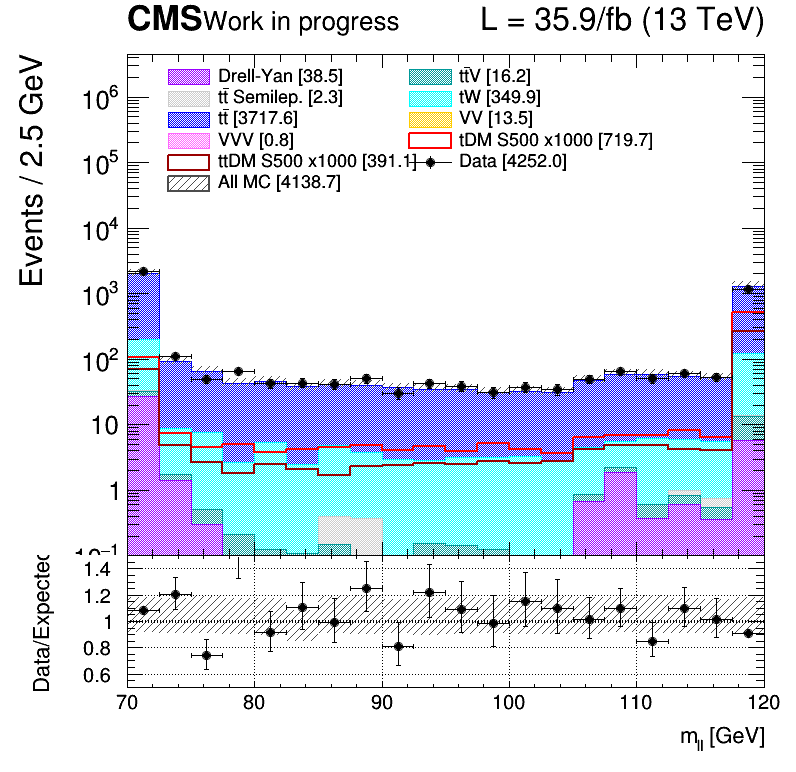 CMS Work in progress L = 35.9/fb (13 TeV)
Events / 2.5 GeV
Drell-Yan [38.5] tt̄V [16.2]
tt̄ Semilep. [2.3] tW [349.9]
tt̄ [3717.6] VV [13.5]
VVV [0.8] tDM S500 x1000 [719.7]
ttDM S500 x1000 [391.1] Data [4252.0]
All MC [4138.7]
10⁶
10⁵
10⁴
10³
10²
10
1
10⁻¹
Data/Expected
1.4
1.2
1
0.8
0.6
70 80 90 100 110 120
m_ll [GeV]